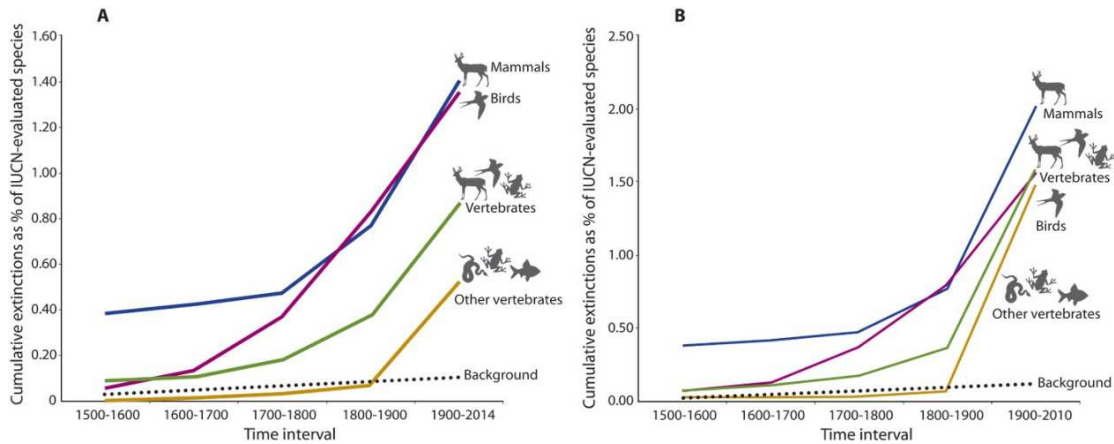 A
Cumulative extinctions as % of IUCN-evaluated species
1.60
1.40
1.20
1.00
0.80
0.60
0.40
0.20
0
Mammals
Birds
Vertebrates
Other vertebrates
Background
1500-1600
1600-1700
1700-1800
1800-1900
1900-2014
Time interval
B
Cumulative extinctions as % of IUCN-evaluated species
2.50
2.00
1.50
1.00
0.50
0.00
Mammals
Vertebrates
Birds
Other vertebrates
Background
1500-1600
1600-1700
1700-1800
1800-1900
1900-2010
Time interval